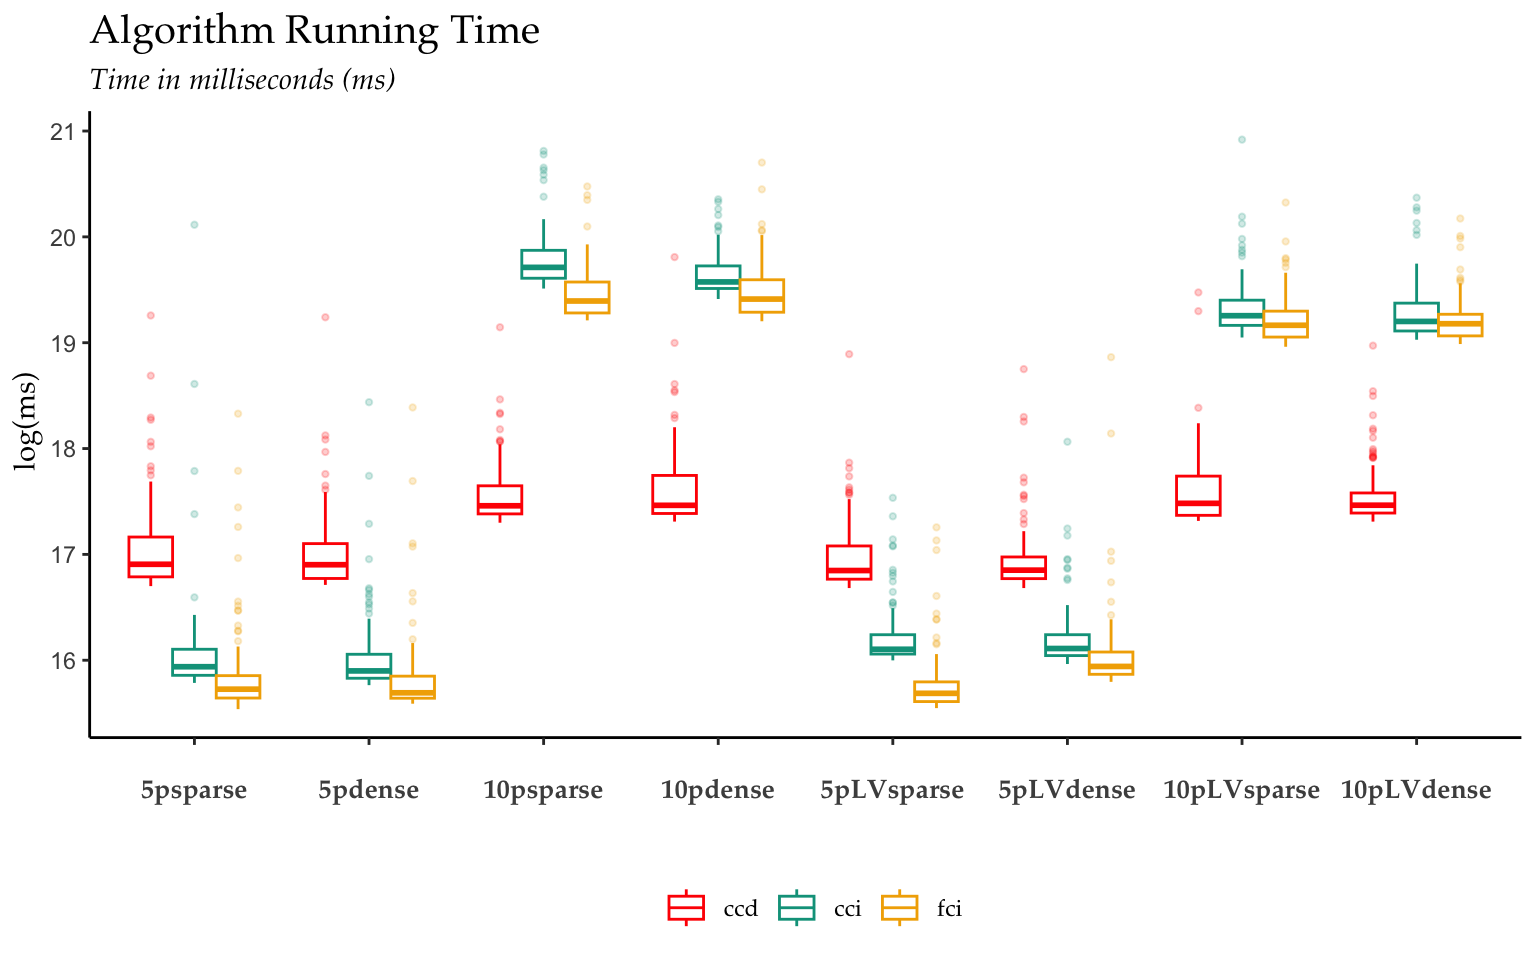 Algorithm Running Time
Time in milliseconds (ms)
log(ms)
21
20
19
18
17
16
5psparse 5pdense 10psparse 10pdense 5pLVsparse 5pLVdense 10pLVsparse 10pLVdense
ccd cci fci